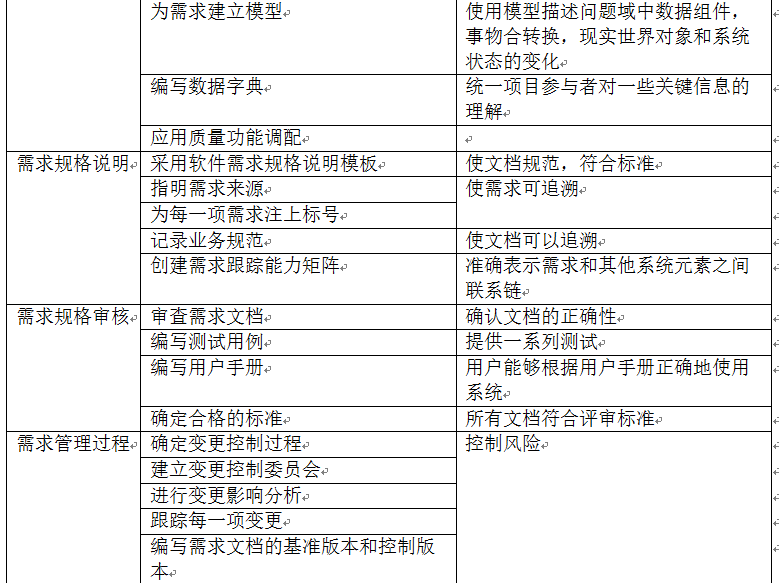 为需求建立模型
使用模型描述问题域中数据组件，
事物合转换，现实世界对象和系统
状态的变化
编写数据字典
统一项目参与者对一些关键信息的
理解
应用质量功能调配
需求规格说明
采用软件需求规格说明模板
使文档规范，符合标准
指明需求来源
使需求可追溯
为每一项需求注上标号
记录业务规范
使文档可以追溯
创建需求跟踪能力矩阵
准确表示需求和其他系统元素之间
联系链
需求规格审核
审查需求文档
确认文档的正确性
编写测试用例
提供一系列测试
编写用户手册
用户能够根据用户手册正确地使用
系统
确定合格的标准
所有文档符合评审标准
需求管理过程
确定变更控制过程
控制风险
建立变更控制委员会
进行变更影响分析
跟踪每一项变更
编写需求文档的基准版本和控制版
本